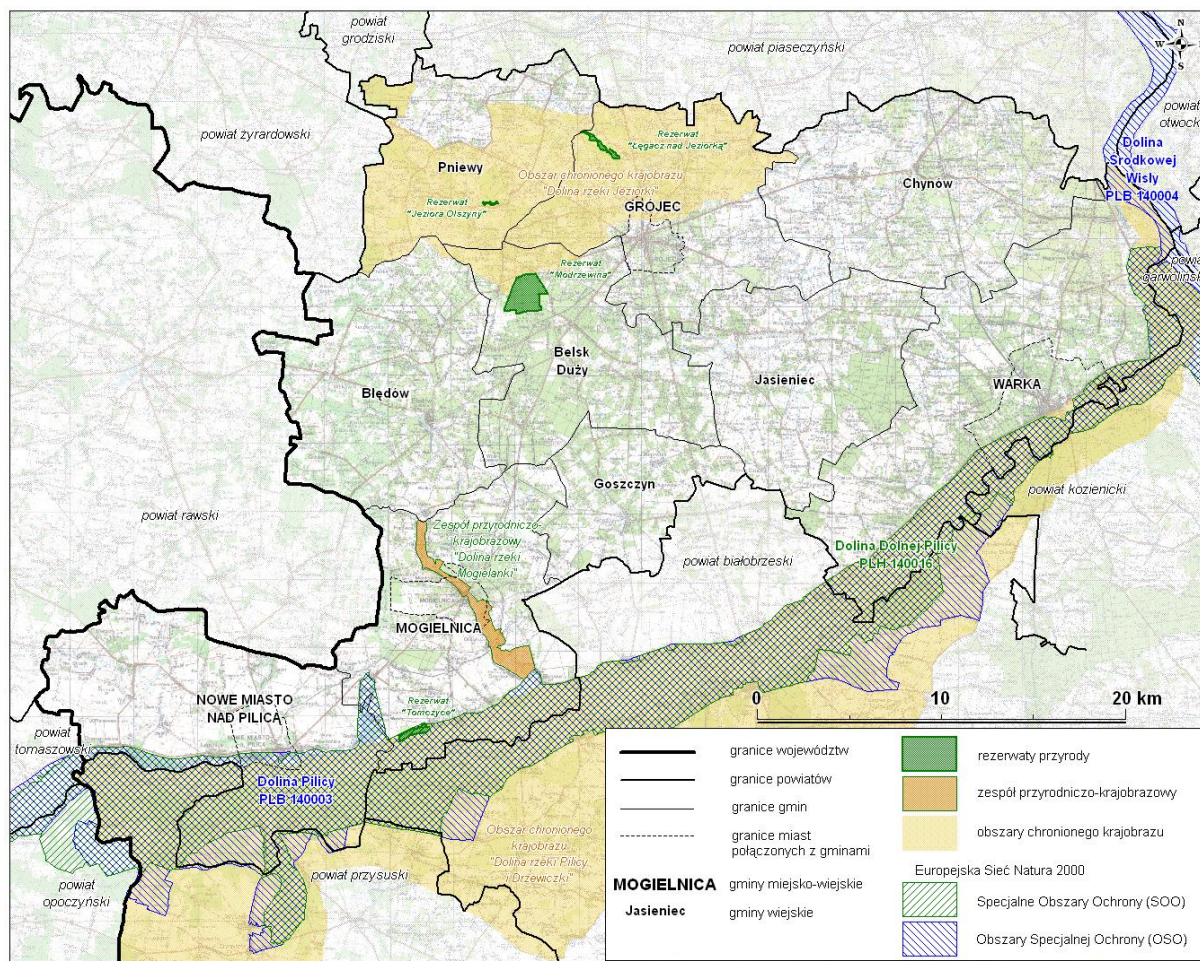 powiat
grodziski
powiat piaseczyński
N
W
E
S
powiat
otwock
powiat żyrardowski
Rezerwat
"Łęgacz nad Jeziorką"
Dolina
Środkowej
Wisły
PLB 140004
Pniewy
Obszar chronionego krajobrazu
"Dolina rzeki Jeziorki"
Chynów
Rezerwat
"Jeziora Olszyny"
GRÓJEC
Rezerwat
"Modrzewina"
powiat
garwoliński
Belsk
Duży
Jasieniec
WARKA
Błędów
Goszczyn
powiat kozienicki
powiat rawski
Zespół przyrodniczo-
krajobrazowy
"Dolina rzeki
Mogielanki"
Dolina Dolnej Pilicy
PLH 140016
powiat białobrzeski
MOGIELNICA
NOWE MIASTO
NAD PILICĄ
Rezerwat
"Tomczyce"
0 10 20 km
powiat
tomaszowski
Dolina Pilicy
PLB 140003
Obszar chronionego
krajobrazu
"Dolina rzeki Pilicy
i Drzewiczki"
powiat przysuski
powiat
opoczyński
granice województw
granice powiatów
granice gmin
granice miast
połączonych z gminami
MOGIELNICA gminy miejsko-wiejskie
Jasieniec gminy wiejskie
rezerwaty przyrody
zespół przyrodniczo-krajobrazowy
obszary chronionego krajobrazu
Europejska Sieć Natura 2000
Specjalne Obszary Ochrony (SOO)
Obszary Specjalnej Ochrony (OSO)